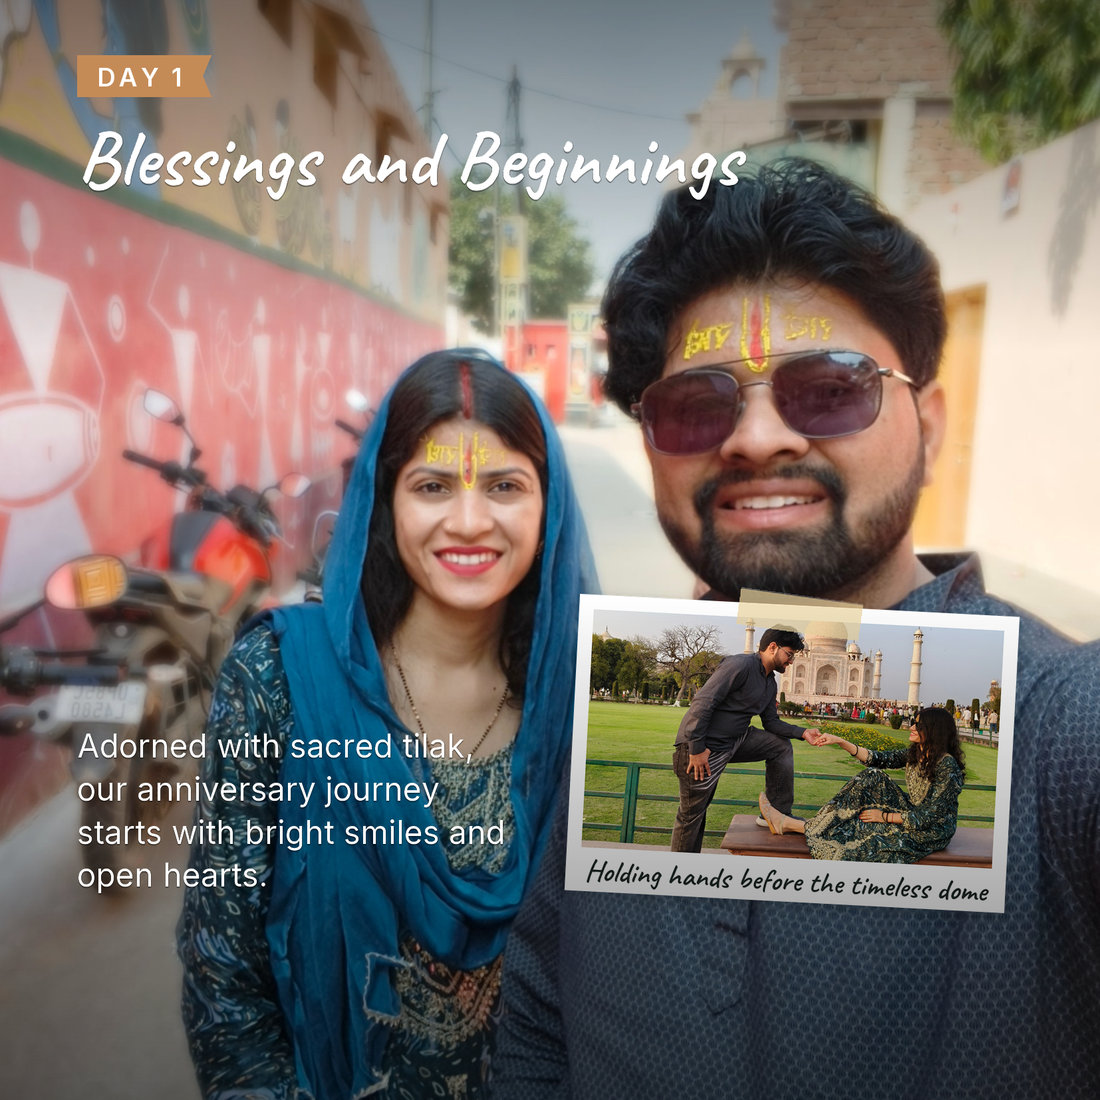 DAY 1
Blessings and Beginnings
Adorned with sacred tilak,
our anniversary journey
starts with bright smiles and
open hearts.
Holding hands before the timeless dome